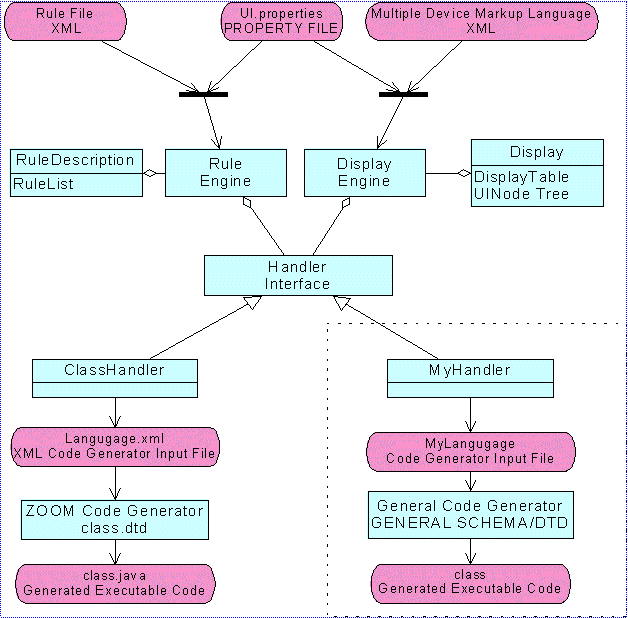 Rule File
XML
UI.properties
PROPERTY FILE
Multiple Device Markup Language
XML
RuleDescription
RuleList
Rule
Engine
Display
Engine
Display
DisplayTable
UINode Tree
Handler
Interface
ClassHandler
MyHandler
Langugage.xml
XML Code Generator Input File
MyLangugage
Code Generator Input File
ZOOM Code Generator
class.dtd
General Code Generator
GENERAL SCHEMA/DTD
class.java
Generated Executable Code
class
Generated Executable Code